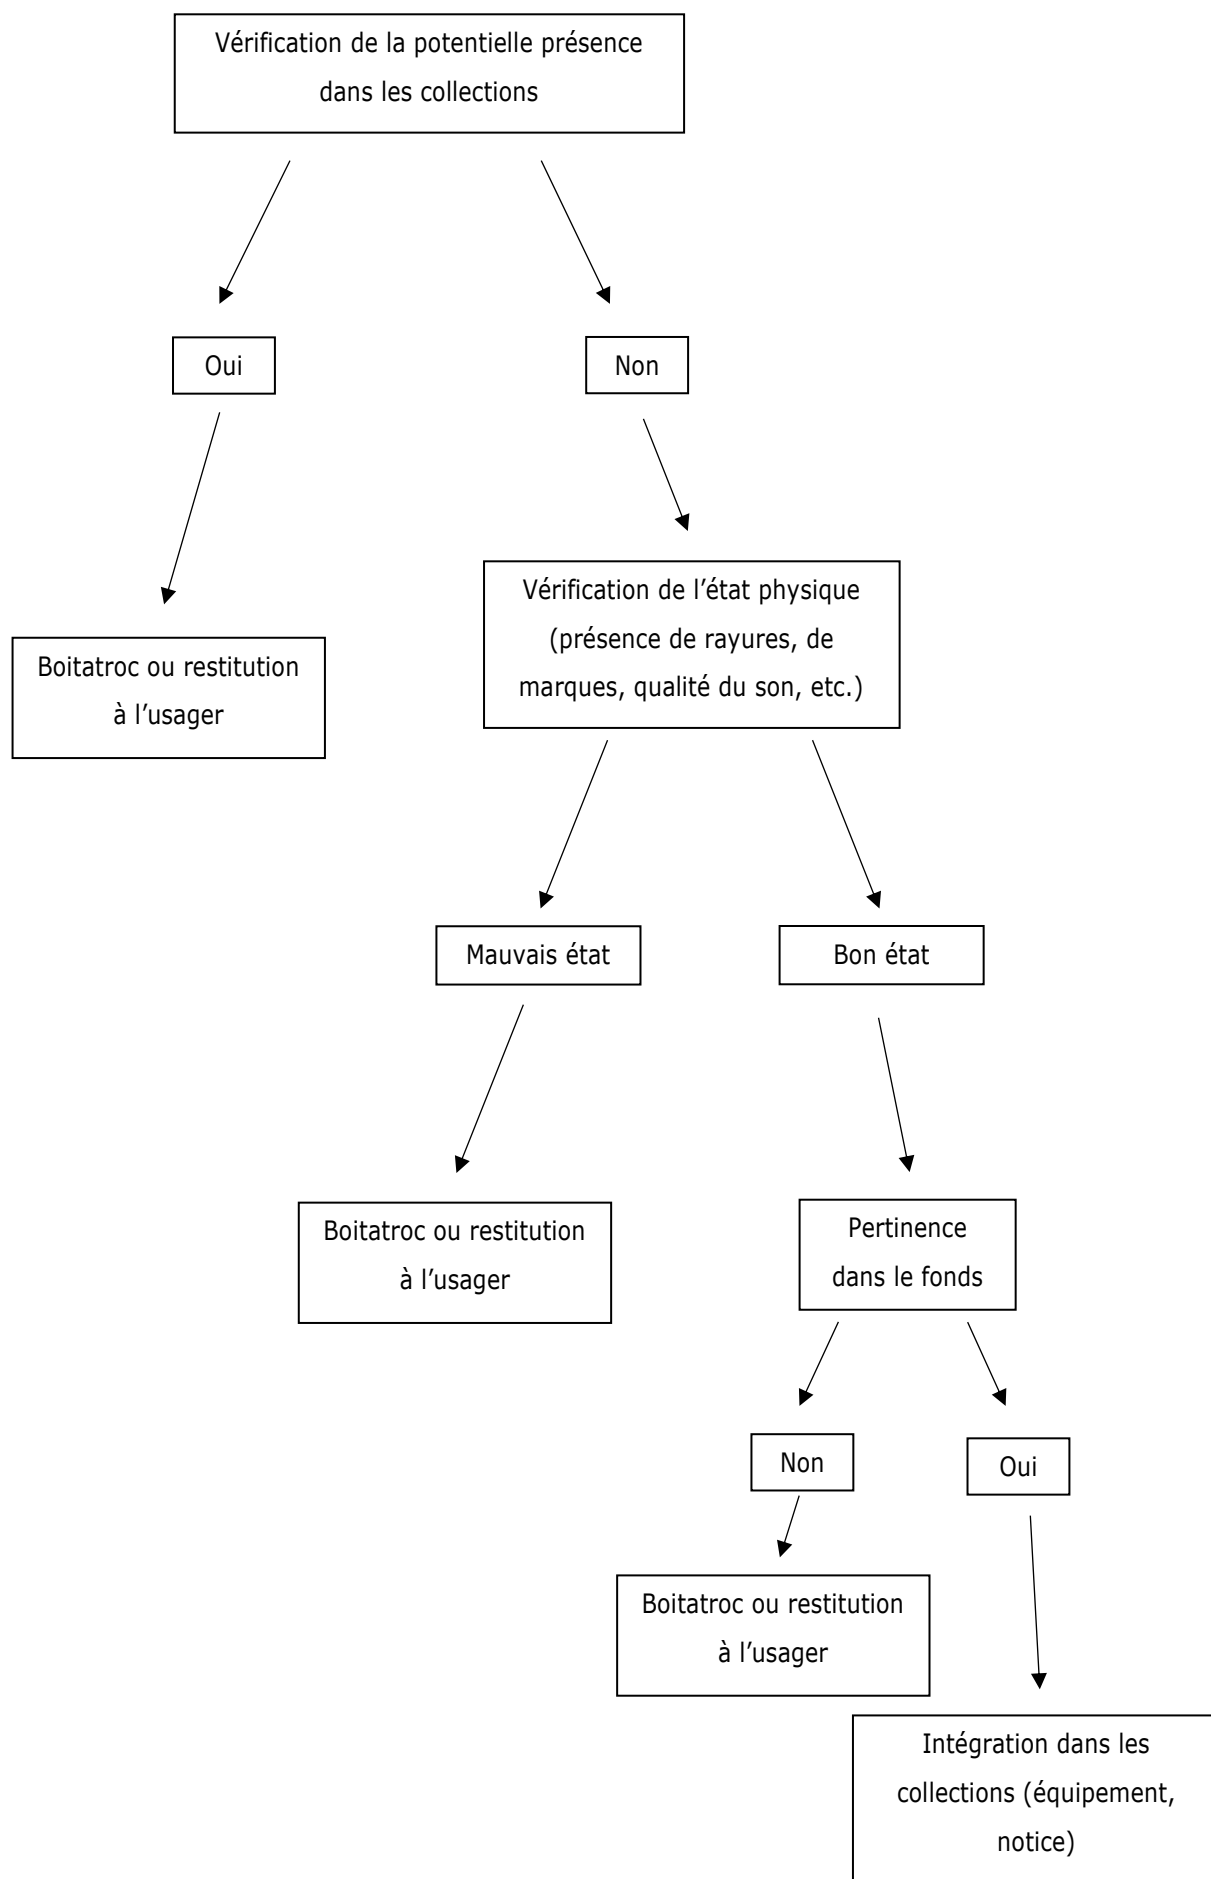 Vérification de la potentielle présence
dans les collections
Oui
Non
Vérification de l’état physique
(présence de rayures, de
marques, qualité du son, etc.)
Boitatroc ou restitution
à l’usager
Mauvais état
Bon état
Boitatroc ou restitution
à l’usager
Pertinence
dans le fonds
Non
Oui
Boitatroc ou restitution
à l’usager
Intégration dans les
collections (équipement,
notice)